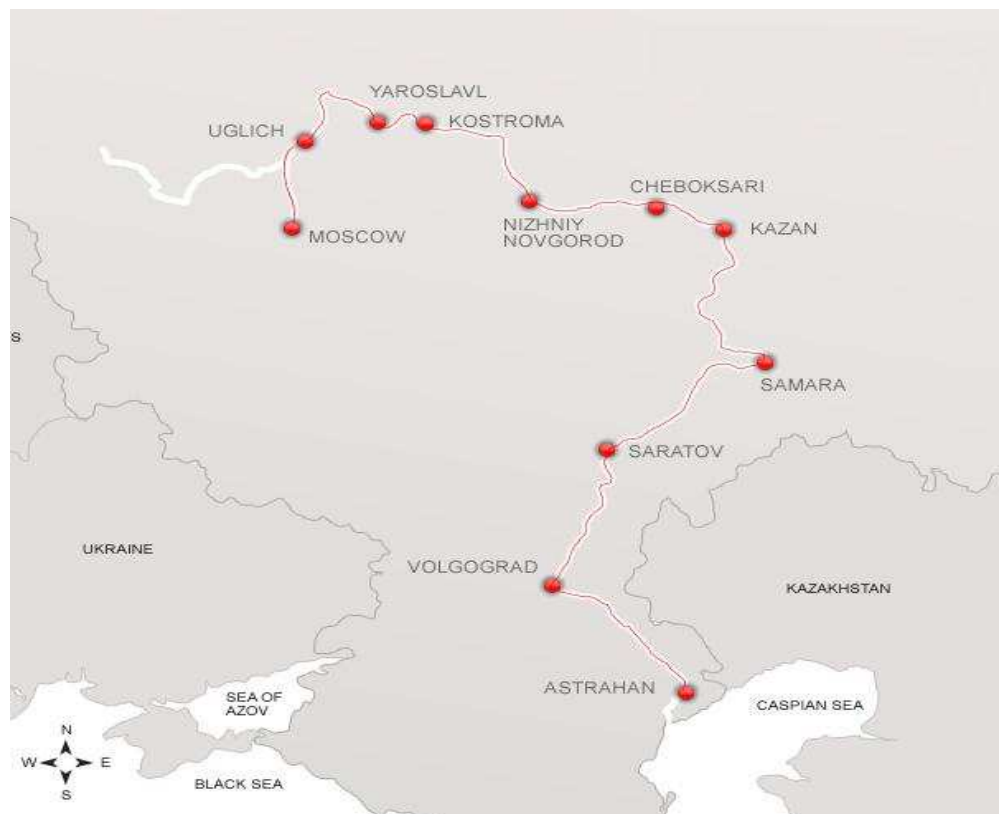 YAROSLAVL
UGLICH
KOSTROMA
CHEBOKSARI
MOSCOW
NIZHNIY
NOVGOROD
KAZAN
S
SAMARA
SARATOV
UKRAINE
VOLGOGRAD
KAZAKHSTAN
ASTRAHAN
SEA OF
AZOV
CASPIAN SEA
N
W E
S
BLACK SEA